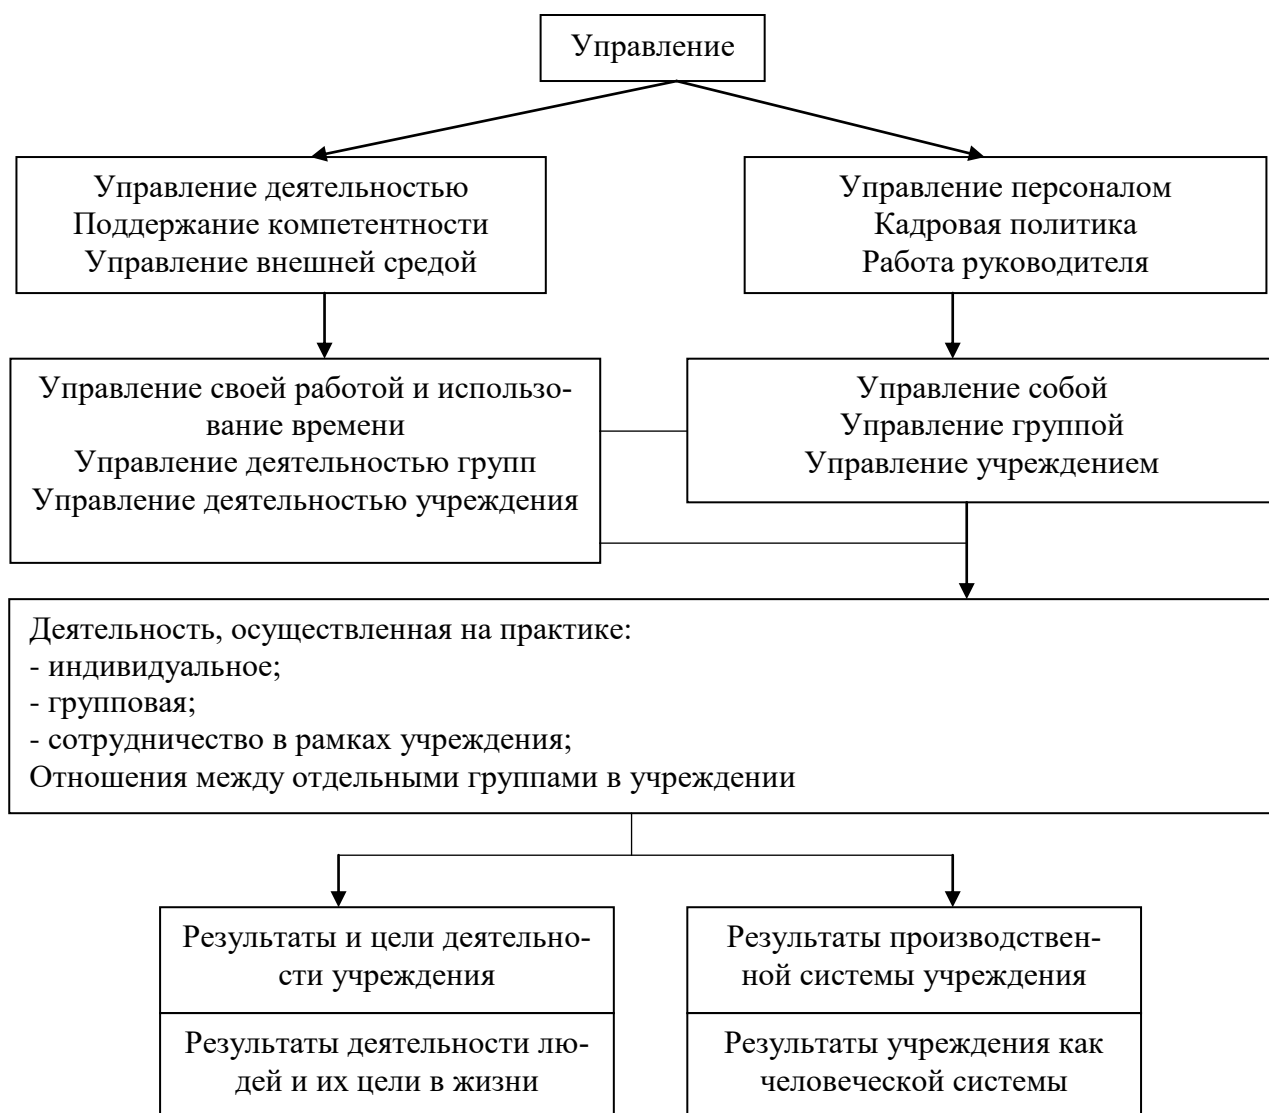 Управление
Управление деятельностью
Поддержание компетентности
Управление внешней средой
Управление персоналом
Кадровая политика
Работа руководителя
Управление своей работой и использо-
вание времени
Управление деятельностью групп
Управление деятельностью учреждения
Управление собой
Управление группой
Управление учреждением
Деятельность, осуществленная на практике:
- индивидуальное;
- групповая;
- сотрудничество в рамках учреждения;
Отношения между отдельными группами в учреждении
Результаты и цели деятельно-
сти учреждения
Результаты деятельности лю-
дей и их цели в жизни
Результаты производствен-
ной системы учреждения
Результаты учреждения как
человеческой системы